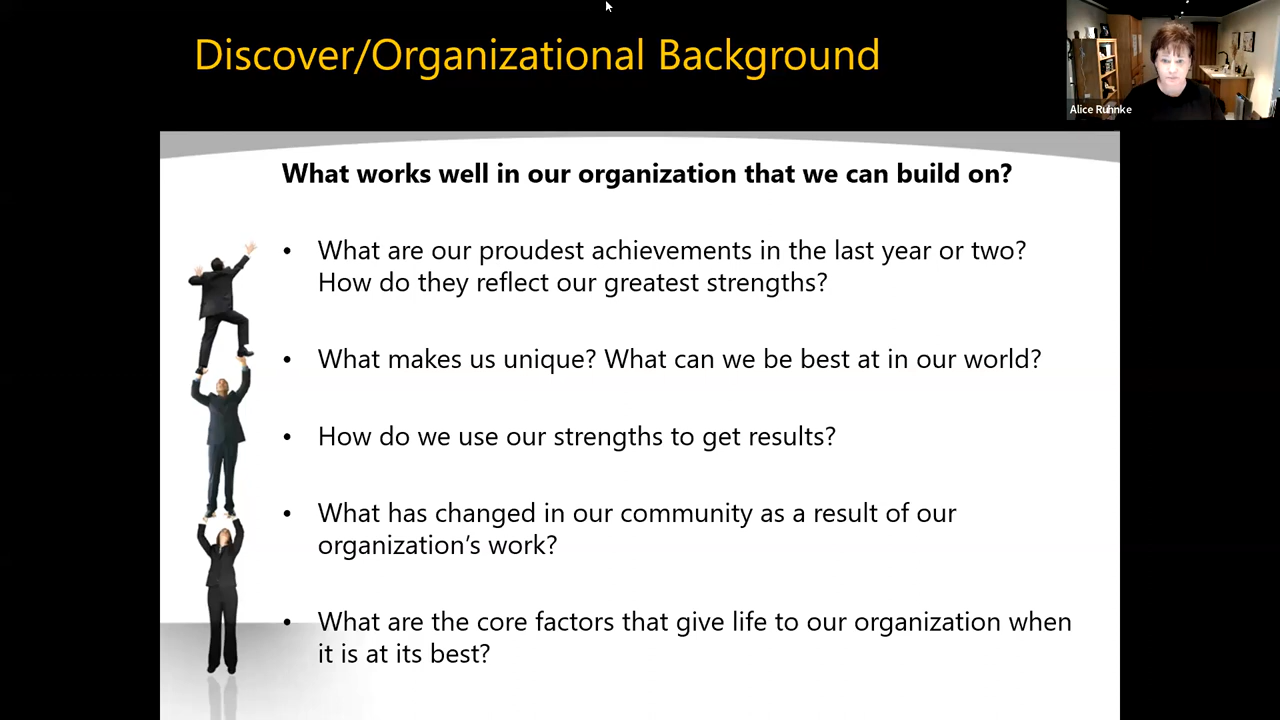 Discover/Organizational Background
Alice Ruhnke
What works well in our organization that we can build on?
• What are our proudest achievements in the last year or two?
How do they reflect our greatest strengths?
• What makes us unique? What can we be best at in our world?
• How do we use our strengths to get results?
• What has changed in our community as a result of our
organization’s work?
• What are the core factors that give life to our organization when
it is at its best?